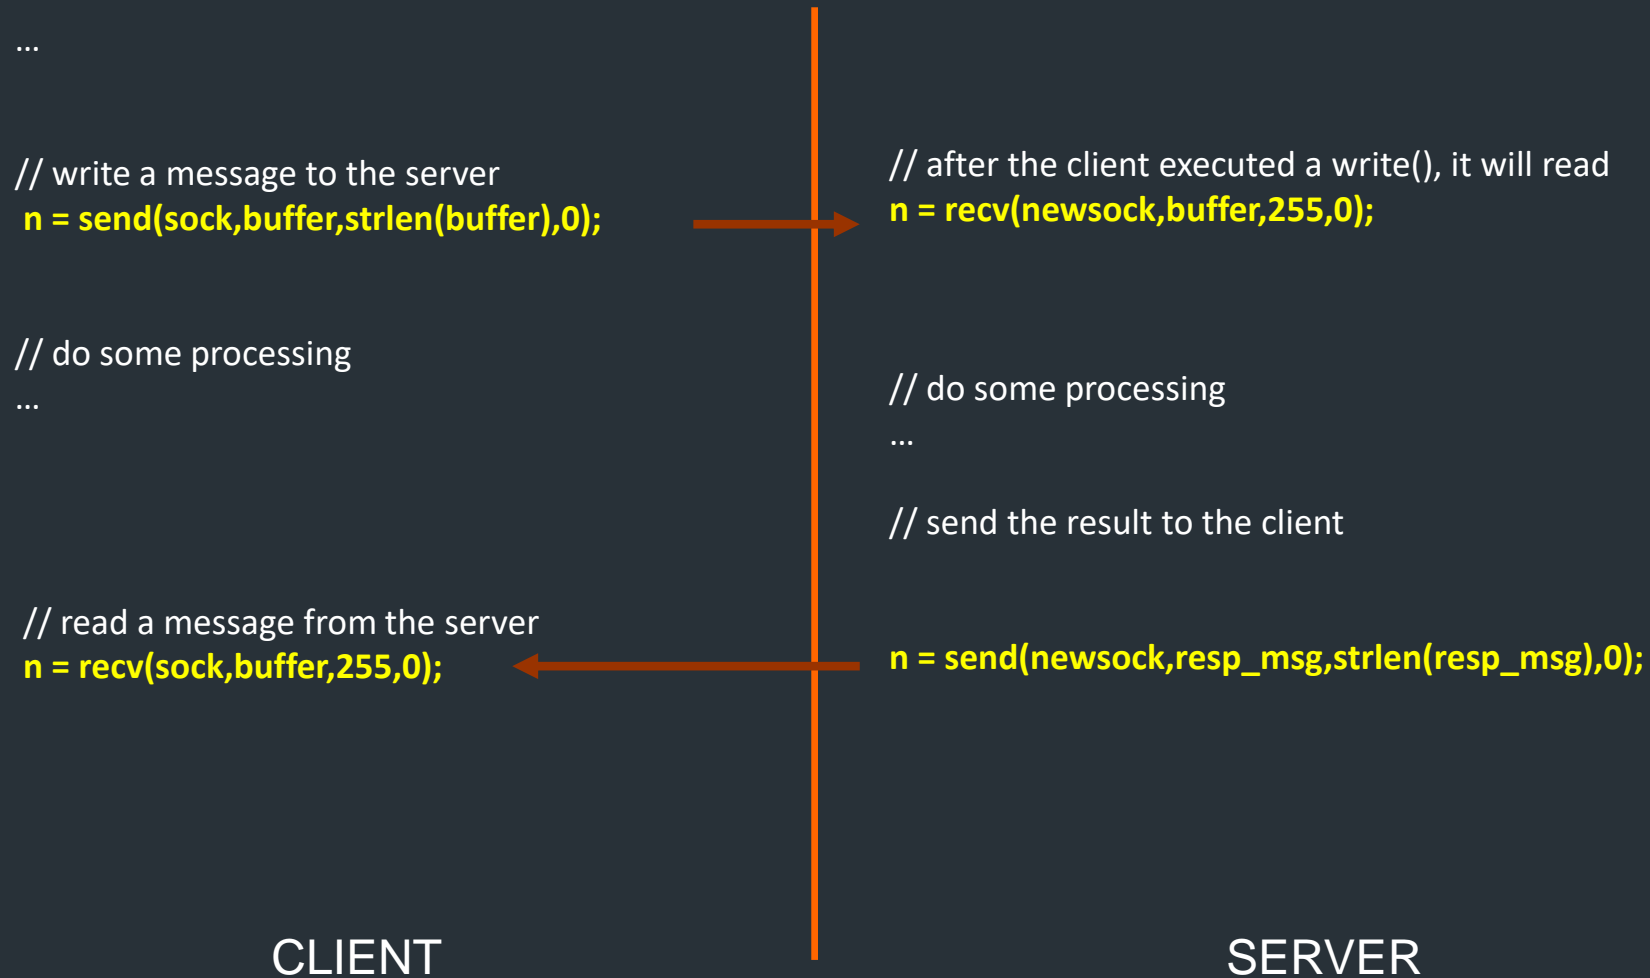 …
// write a message to the server
n = send(sock,buffer,strlen(buffer),0);
// do some processing
…
// read a message from the server
n = recv(sock,buffer,255,0);
CLIENT
// after the client executed a write(), it will read
n = recv(newsock,buffer,255,0);
// do some processing
…
// send the result to the client
n = send(newsock,resp_msg,strlen(resp_msg),0);
SERVER